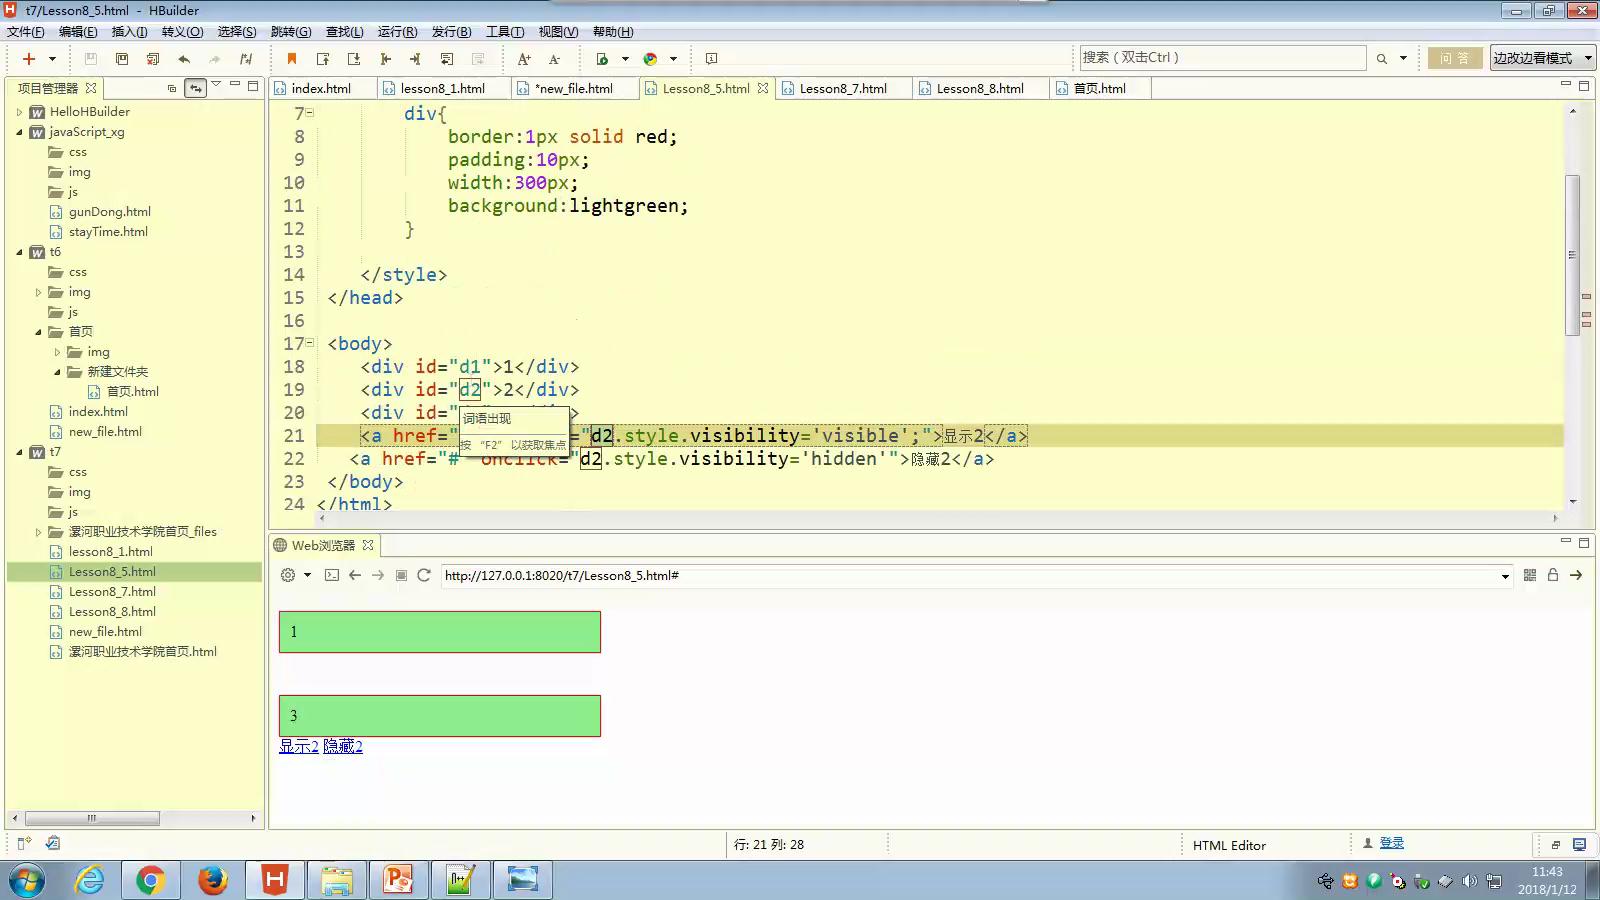 t7/Lesson8_5.html - HBuilder
文件(F) 编辑(E) 插入(I) 转义(O) 选择(S) 跳转(G) 查找(L) 运行(R) 发行(B) 工具(T) 视图(V) 帮助(H)
搜索（双击Ctrl） 问 答 边改边看模式
项目管理器
index.html lesson8_1.html *new_file.html Lesson8_5.html Lesson8_7.html Lesson8_8.html 首页.html
HelloHBuilder
javaScript_xg
css
img
js
gunDong.html
stayTime.html
t6
css
img
js
首页
img
新建文件夹
首页.html
index.html
new_file.html
t7
css
img
js
漯河职业技术学院首页_files
lesson8_1.html
Lesson8_5.html
Lesson8_7.html
Lesson8_8.html
new_file.html
漯河职业技术学院首页.html
7 div{
8 border:1px solid red;
9 padding:10px;
10 width:300px;
11 background:lightgreen;
12 }
13
14 </style>
15 </head>
16
17 <body>
18 <div id="d1">1</div>
19 <div id="d2">2</div>
20 <div id="
21 <a href=" ="d2.style.visibility='visible';">显示2</a>
22 <a href="# onclick="d2.style.visibility='hidden'">隐藏2</a>
23 </body>
24 </html>
词语出现
按 “F2” 以获取焦点
Web浏览器
http://127.0.0.1:8020/t7/Lesson8_5.html#
1
3
显示2 隐藏2
行: 21 列: 28 HTML Editor 登录
11:43
2018/1/12